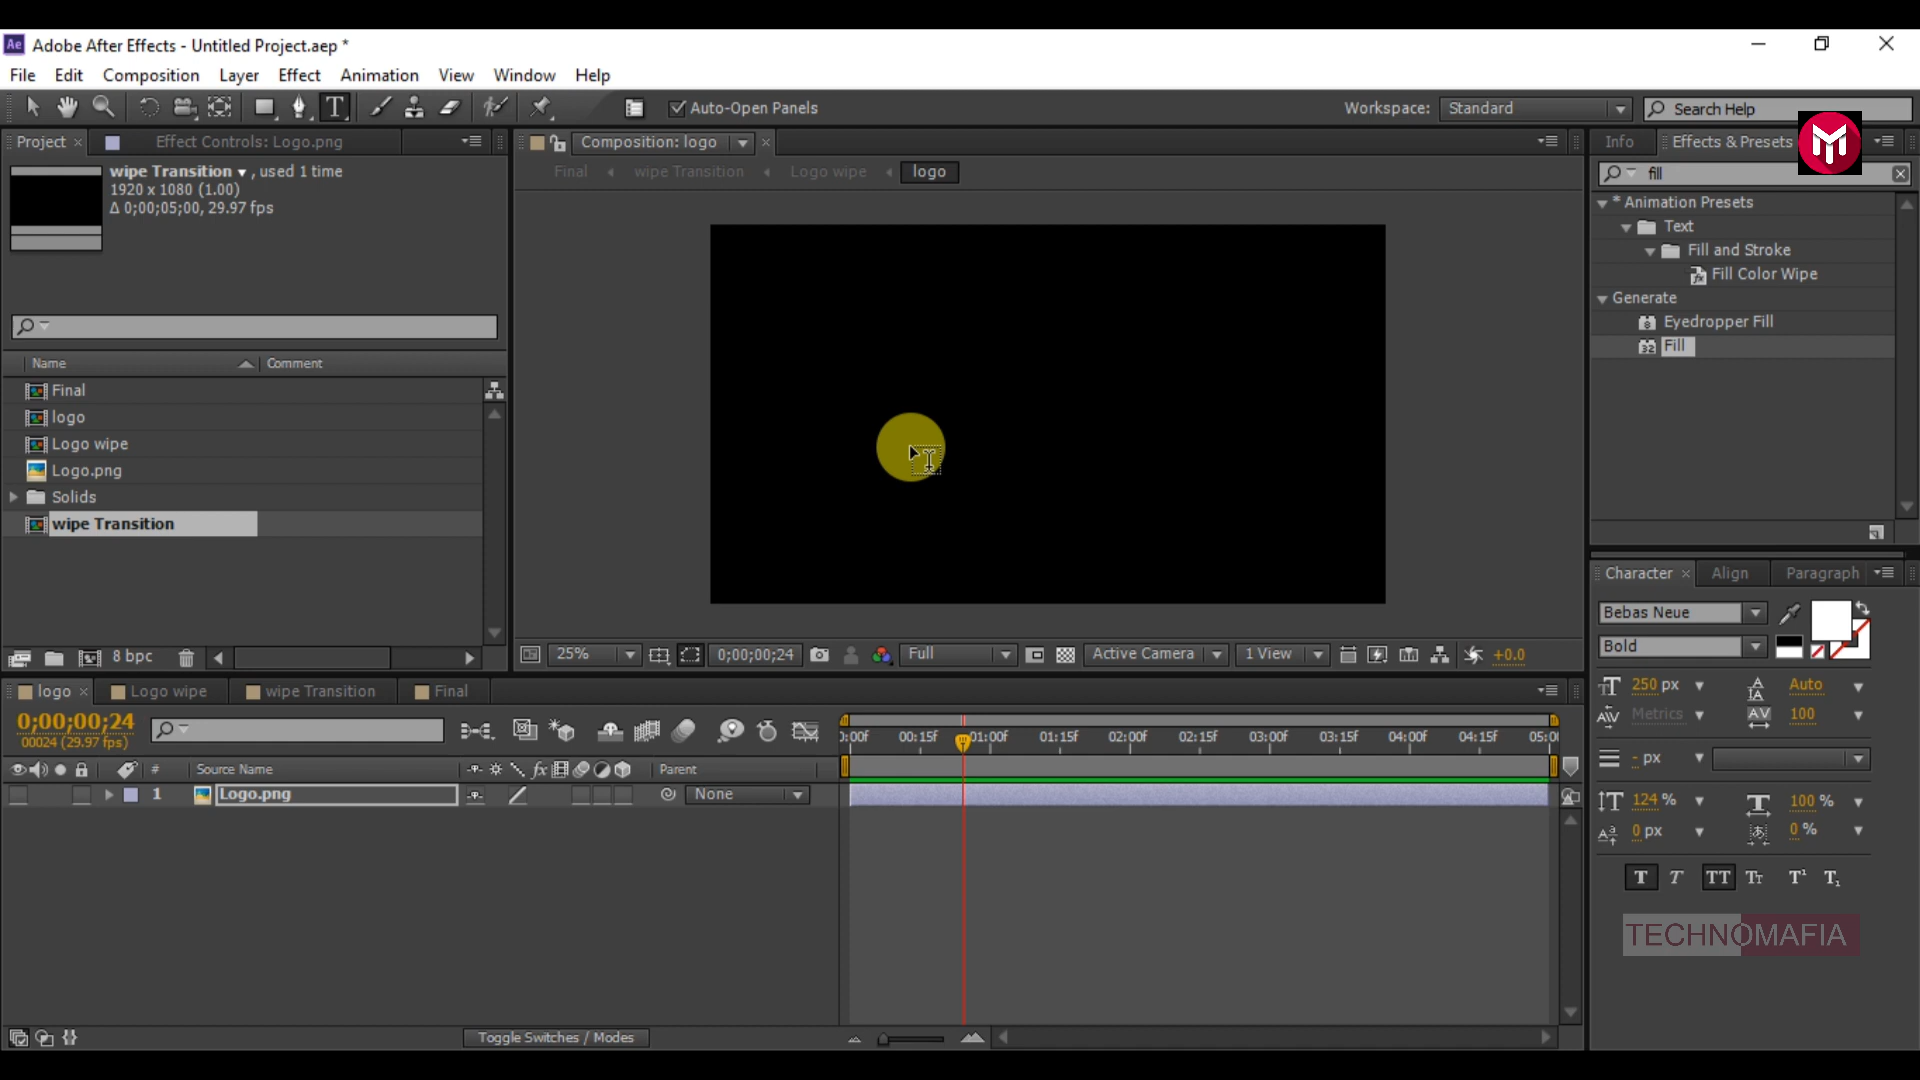 Ae Adobe After Effects - Untitled Project.aep *
File Edit Composition Layer Effect Animation View Window Help
T Auto-Open Panels Workspace: Standard Search Help
Project × Effect Controls: Logo.png
wipe Transition ▼, used 1 time
1920 x 1080 (1.00)
Δ 0;00;05;00, 29.97 fps
Name Comment
Final
logo
Logo wipe
Logo.png
Solids
wipe Transition
8 bpc
Composition: logo
Final wipe Transition Logo wipe logo
25% 0;00;00;24 Full Active Camera 1 View +0.0
Info Effects & Presets
fill
* Animation Presets
Text
Fill and Stroke
Fill Color Wipe
Generate
Eyedropper Fill
Fill
Character × Align Paragraph
Bebas Neue
Bold
250 px Auto
Metrics 100
- px
124 % 100 %
0 px 0 %
T T TT Tt T¹ T₁
TECHNOMAFIA
logo × Logo wipe wipe Transition Final
0;00;00;24
00024 (29.97 fps)
):00f 00:15f 01:00f 01:15f 02:00f 02:15f 03:00f 03:15f 04:00f 04:15f 05:0
# Source Name fx Parent
1 Logo.png None
Toggle Switches / Modes